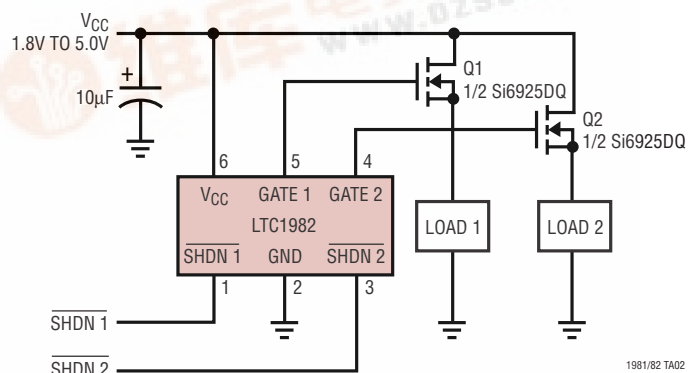 VCC
1.8V TO 5.0V
+
10µF
Q1
1/2 Si6925DQ
Q2
1/2 Si6925DQ
6
5
4
VCC
GATE 1
GATE 2
LTC1982
SHDN 1
GND
SHDN 2
1
2
3
LOAD 1
LOAD 2
SHDN 1
SHDN 2
1981/82 TA02